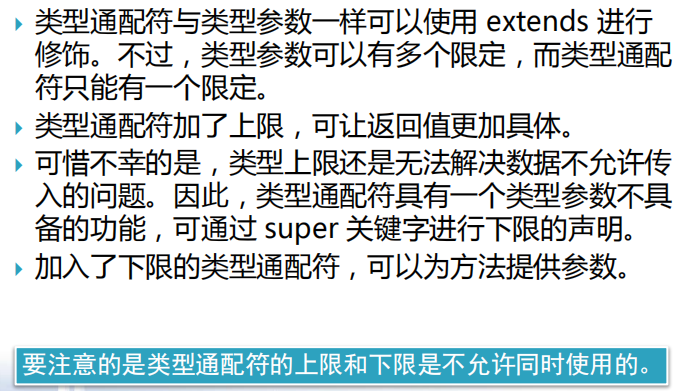 类型通配符与类型参数一样可以使用 extends 进行
修饰。不过，类型参数可以有多个限定，而类型通配
符只能有一个限定。
类型通配符加了上限，可让返回值更加具体。
可惜不幸的是，类型上限还是无法解决数据不允许传
入的问题。因此，类型通配符具有一个类型参数不具
备的功能，可通过 super 关键字进行下限的声明。
加入了下限的类型通配符，可以为方法提供参数。
要注意的是类型通配符的上限和下限是不允许同时使用的。